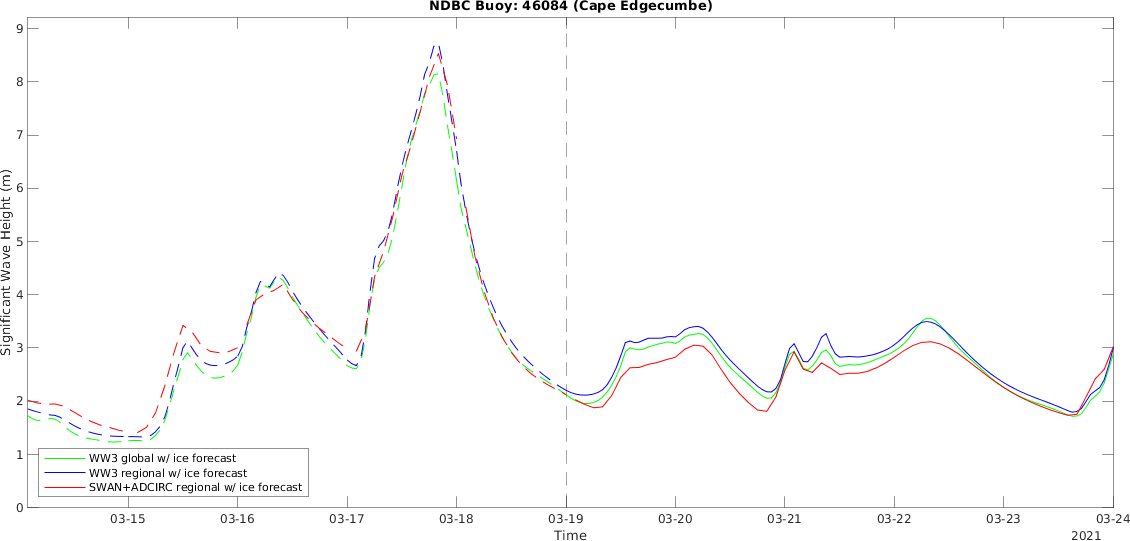 NDBC Buoy: 46084 (Cape Edgecumbe)
9
8
7
6
5
4
3
2
1
0
Significant Wave Height (m)
WW3 global w/ ice forecast
WW3 regional w/ ice forecast
SWAN+ADCIRC regional w/ ice forecast
03-15 03-16 03-17 03-18 03-19 03-20 03-21 03-22 03-23 03-24
Time
2021